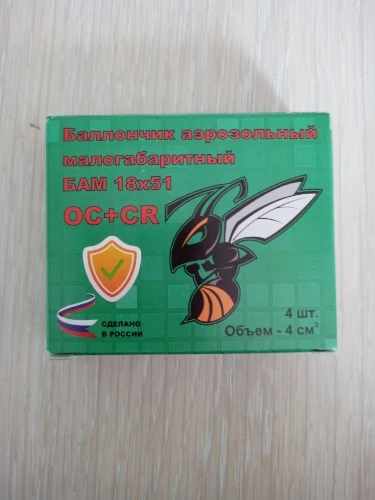 Баллончик аэрозольный
малогабаритный
БАМ 18х51
OC+CR
СДЕЛАНО
В РОССИИ
4 шт.
Объем - 4 см³